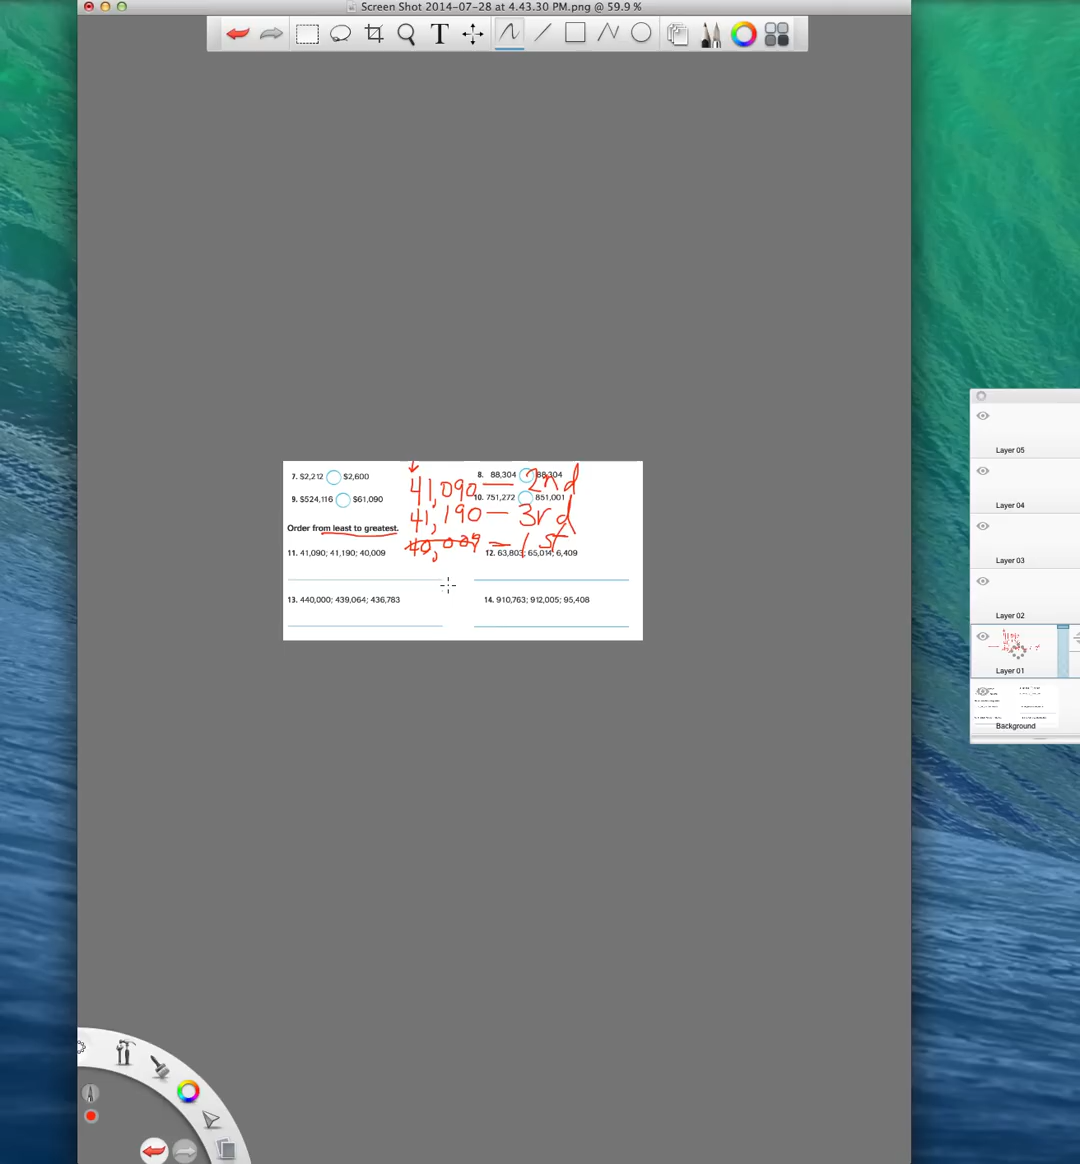 Screen Shot 2014-07-28 at 4.43.30 PM.png @ 59.9 %
T
7. $2,212 $2,600
8. 88,304 88,304
9. $524,116 $61,090
10. 751,272 851,001
41,090 — 2nd
41,190 — 3rd
40,009 — 1st
Order from least to greatest.
11. 41,090; 41,190; 40,009
12. 63,803; 65,014; 6,409
13. 440,000; 439,064; 436,783
14. 910,763; 912,005; 95,408
Layer 05
Layer 04
Layer 03
Layer 02
Layer 01
Background